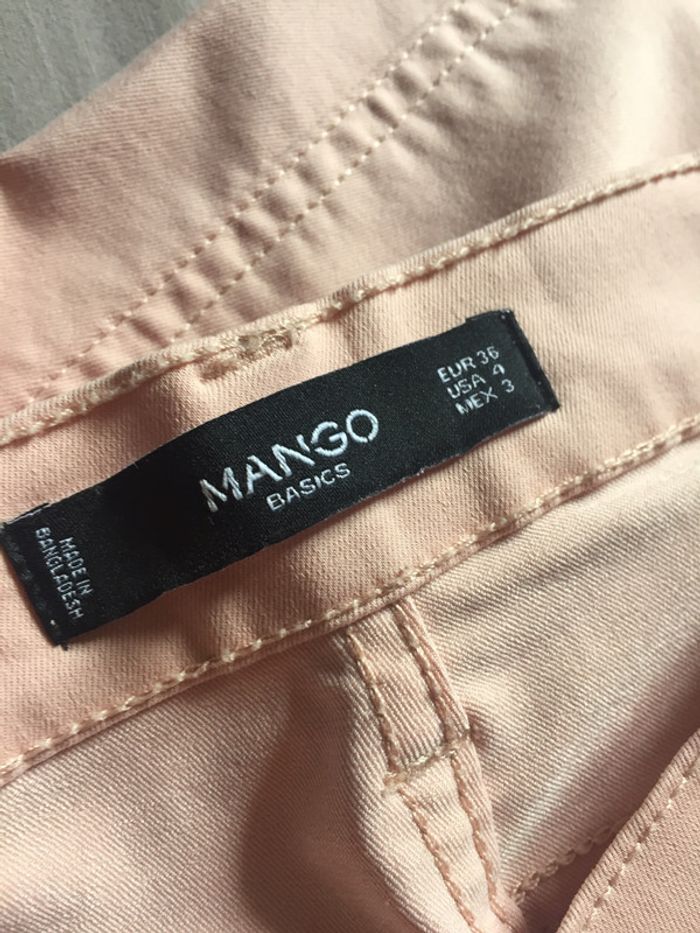 MADE IN
BANGLADESH
MANGO
BASICS
EUR 36
USA 4
MEX 3